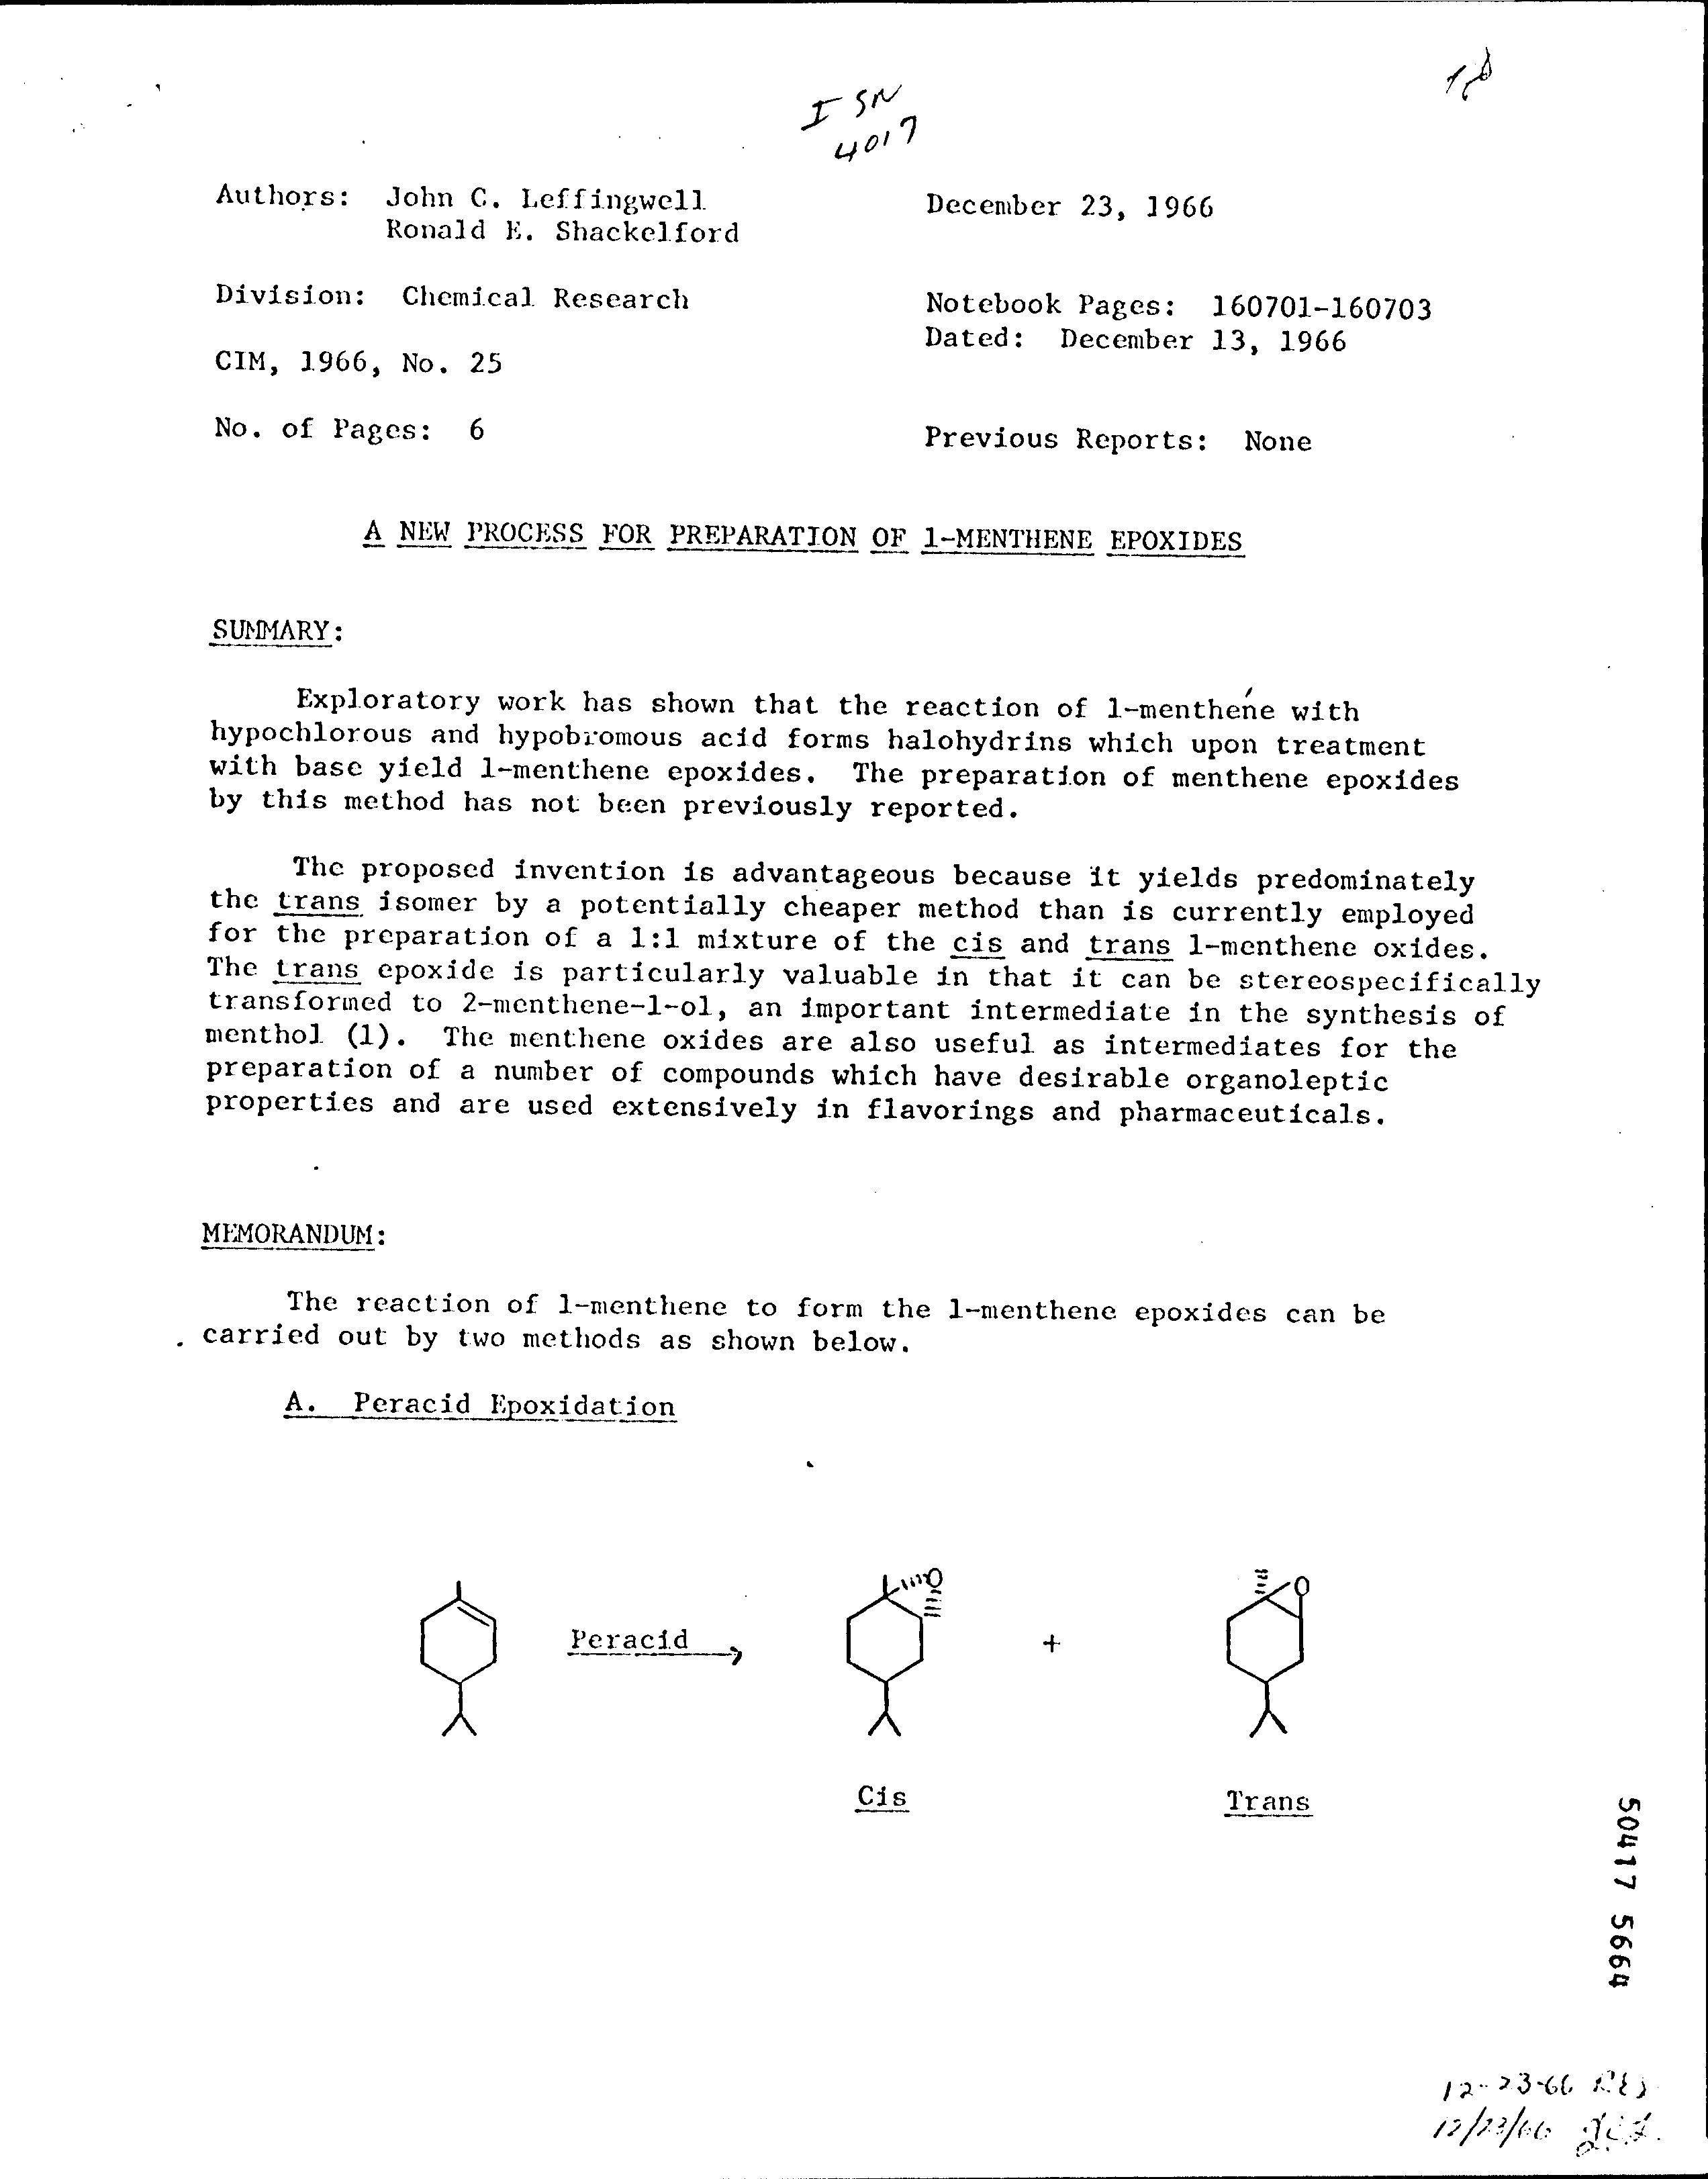 I SN
4017
Authors: John C. Leffingwell
Ronald E. Shackelford
December 23, 1966
Division: Chemical Research
Notebook Pages: 160701-160703
Dated: December 13, 1966
CIM, 1966, No. 25
No. of Pages: 6
Previous Reports: None
A NEW PROCESS FOR PREPARATION OF 1-MENTHENE EPOXIDES
SUMMARY:
Exploratory work has shown that the reaction of 1-menthene with
hypochlorous and hypobromous acid forms halohydrins which upon treatment
with base yield 1-menthene epoxides. The preparation of menthene epoxides
by this method has not been previously reported.
The proposed invention is advantageous because it yields predominately
the trans isomer by a potentially cheaper method than is currently employed
for the preparation of a 1:1 mixture of the cis and trans 1-menthene oxides.
The trans epoxide is particularly valuable in that it can be stereospecifically
transformed to 2-menthene-1-ol, an important intermediate in the synthesis of
menthol (1). The menthene oxides are also useful as intermediates for the
preparation of a number of compounds which have desirable organoleptic
properties and are used extensively in flavorings and pharmaceuticals.
MEMORANDUM:
The reaction of 1-menthene to form the 1-menthene epoxides can be
carried out by two methods as shown below.
A. Peracid Epoxidation
O
O
Peracid
+
Cis
Trans
50417 5664
12-23-66 RES
12/23/66 J.C.L.